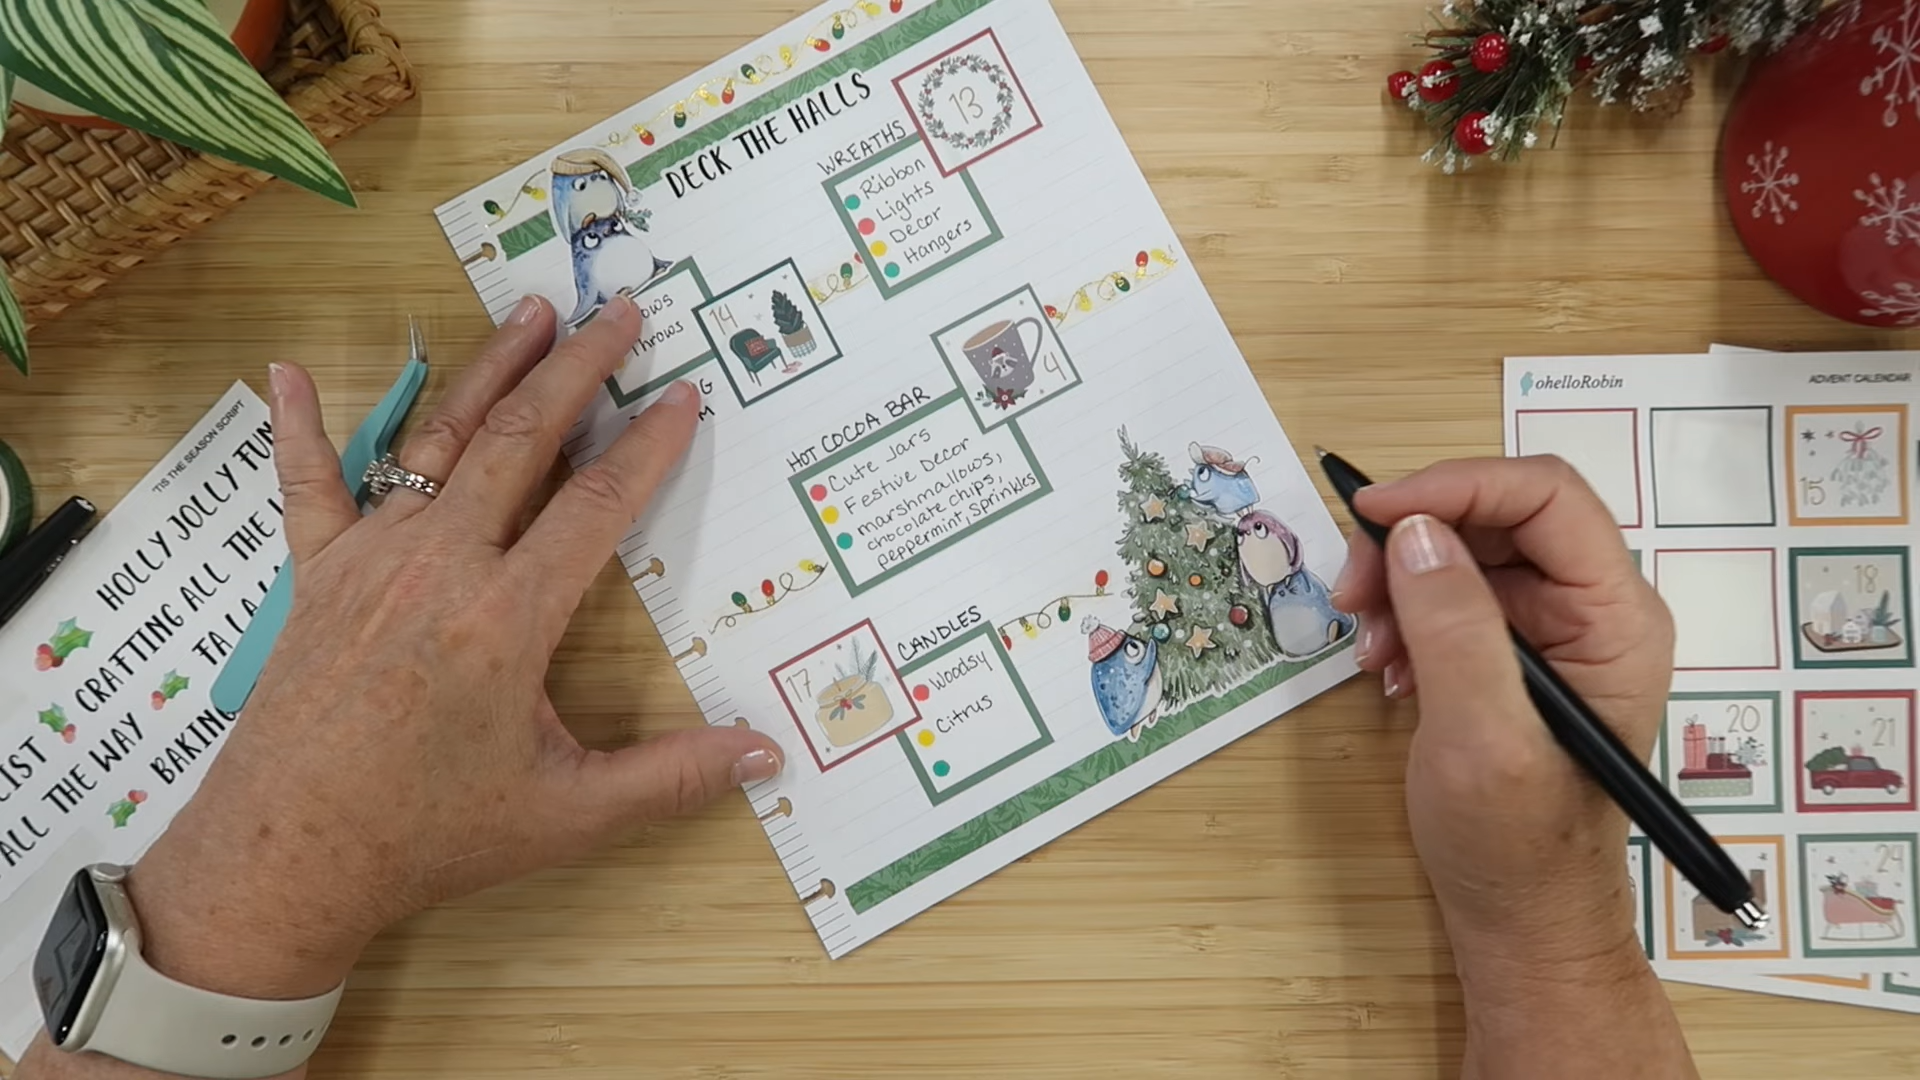 DECK THE HALLS
13
WREATHS
Ribbon
Lights
Decor
Hangers
Throws
14
HOT COCOA BAR
4
Cute Jars
Festive Decor
marshmallows,
chocolate chips,
peppermint, sprinkles
17
CANDLES
Woodsy
Citrus
'TIS THE SEASON SCRIPT
HOLLY JOLLY FUN
CRAFTING ALL THE
FA LA LA
LIST
ALL THE WAY
BAKING
ohelloRobin
ADVENT CALENDAR
15
18
20
21
24